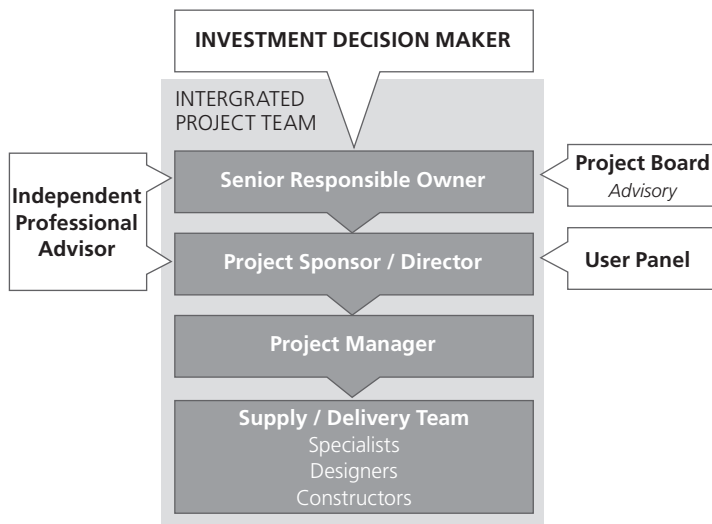 INVESTMENT DECISION MAKER
INTERGRATED
PROJECT TEAM
Senior Responsible Owner
Project Board
Advisory
Independent
Professional
Advisor
Project Sponsor / Director
User Panel
Project Manager
Supply / Delivery Team
Specialists
Designers
Constructors